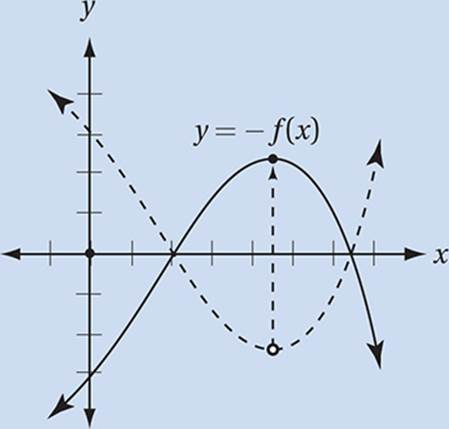 y
y = −f(x)
x